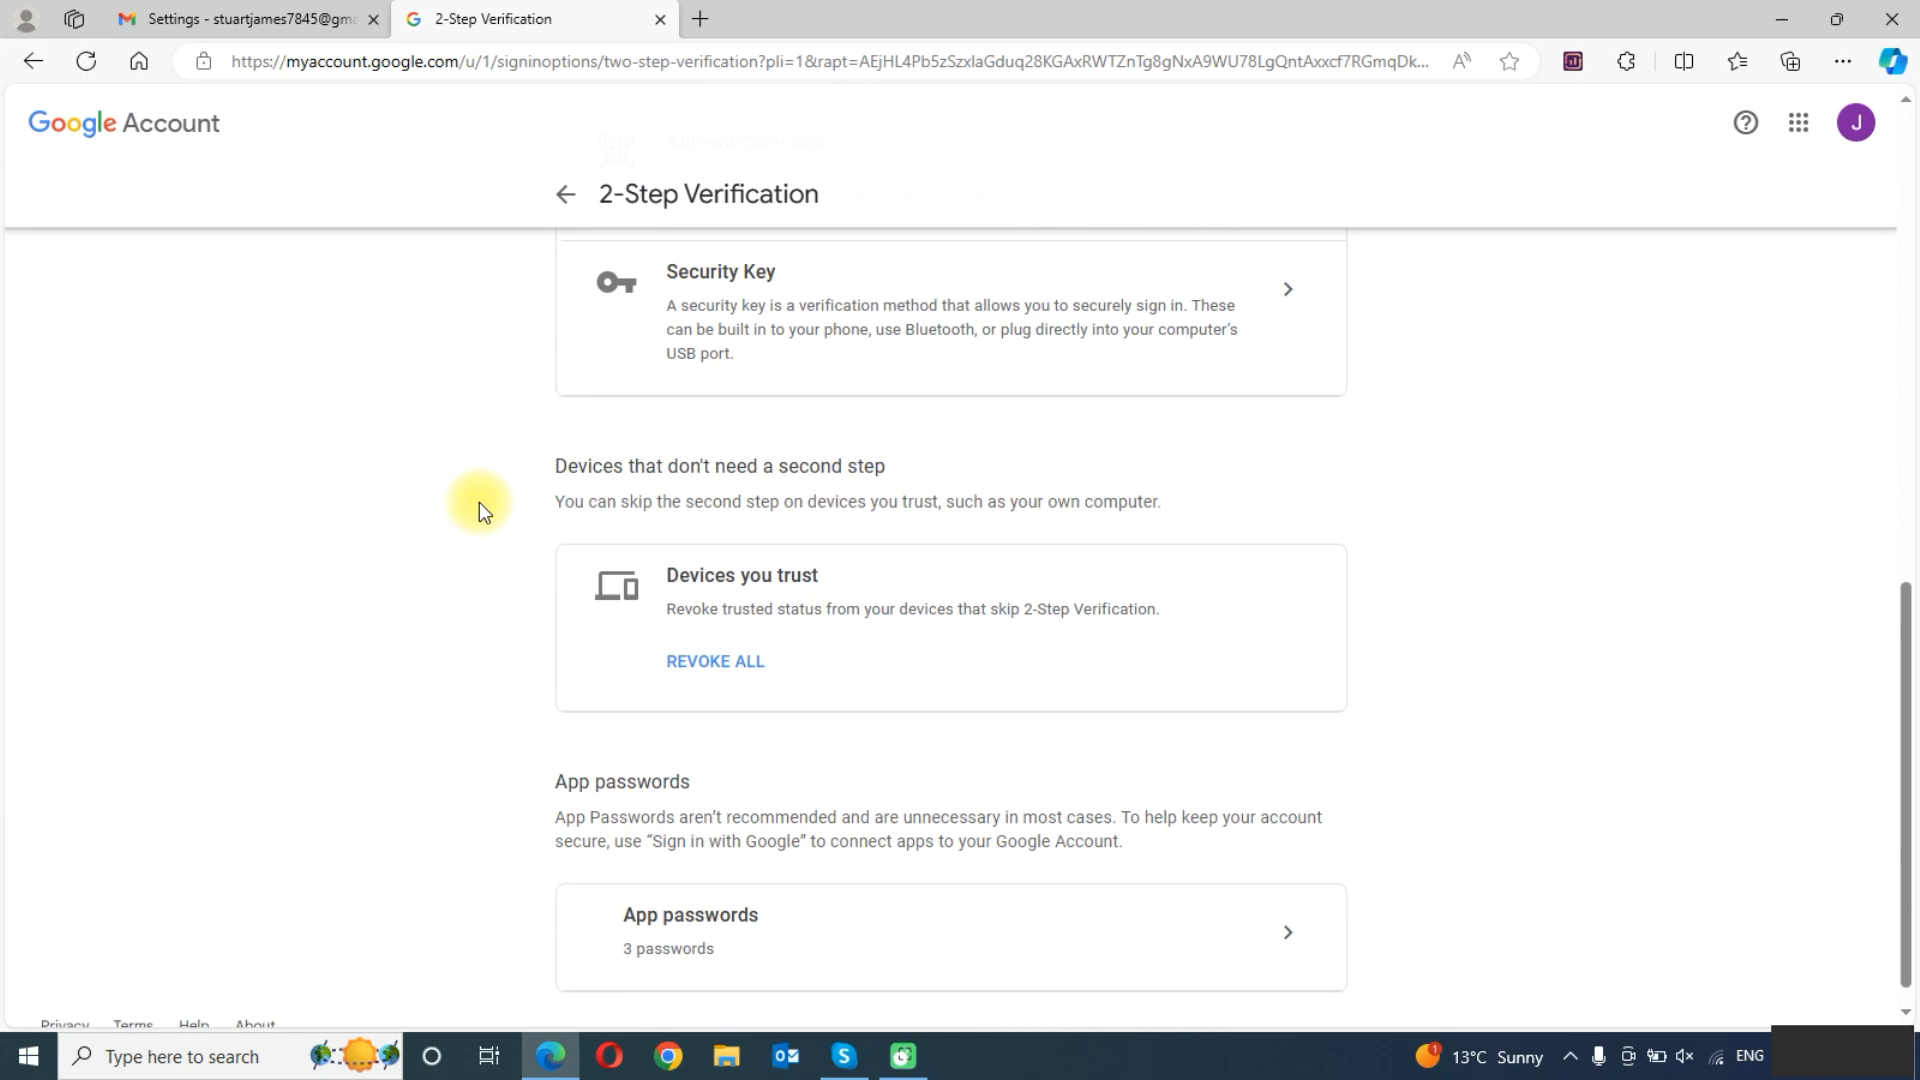 Settings - stuartjames7845@gma
2-Step Verification
https://myaccount.google.com/u/1/signinoptions/two-step-verification?pli=1&rapt=AEjHL4Pb5zSzxlaGduq28KGAxRWTZnTg8gNxA9WU78LgQntAxxcf7RGmqDk...
Google Account
J
2-Step Verification
Security Key
A security key is a verification method that allows you to securely sign in. These
can be built in to your phone, use Bluetooth, or plug directly into your computer's
USB port.
Devices that don't need a second step
You can skip the second step on devices you trust, such as your own computer.
Devices you trust
Revoke trusted status from your devices that skip 2-Step Verification.
REVOKE ALL
App passwords
App Passwords aren't recommended and are unnecessary in most cases. To help keep your account
secure, use “Sign in with Google” to connect apps to your Google Account.
App passwords
3 passwords
Privacy Terms Help About
Type here to search
1 13°C Sunny ENG